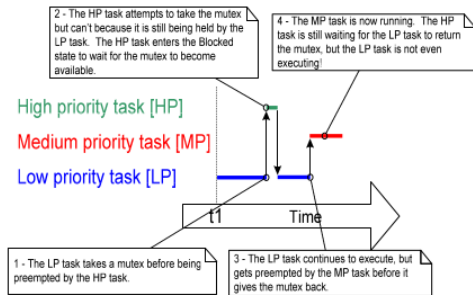 2 - The HP task attempts to take the mutex
but can't because it is still being held by the
LP task.  The HP task enters the Blocked
state to wait for the mutex to become
available.
4 - The MP task is now running.  The HP
task is still waiting for the LP task to return
the mutex, but the LP task is not even
executing!
High priority task [HP]
Medium priority task [MP]
Low priority task [LP]
t1
Time
1 - The LP task takes a mutex before being
preempted by the HP task.
3 - The LP task continues to execute, but
gets preempted by the MP task before it
gives the mutex back.